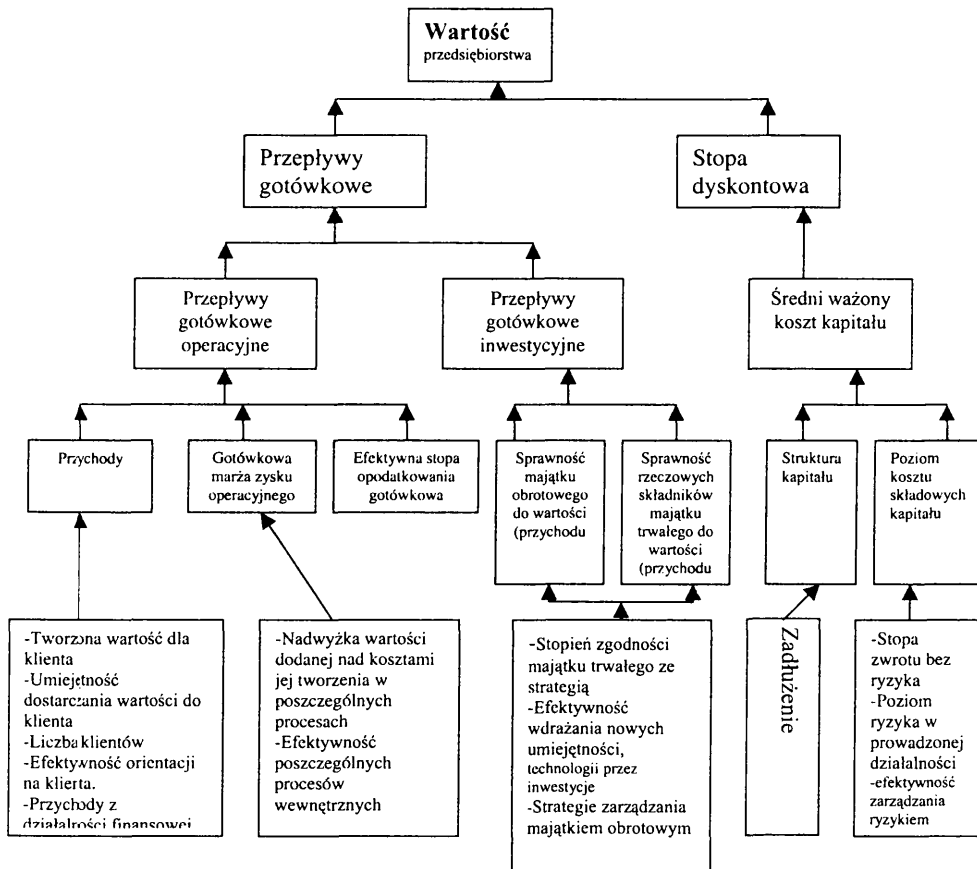 Wartość
przedsiębiorstwa
Przepływy
gotówkowe
Stopa
dyskontowa
Przepływy
gotówkowe
operacyjne
Przepływy
gotówkowe
inwestycyjne
Średni ważony
koszt kapitału
Przychody
Gotówkowa
marża zysku
operacyjnego
Efektywna stopa
opodatkowania
gotówkowa
Sprawność
majątku
obrotowego
do wartości
(przychodu
Sprawność
rzeczowych
składników
majątku
trwałego do
wartości
(przychodu
Struktura
kapitału
Poziom
kosztu
składowych
kapitału
-Tworzona wartość dla
klienta
-Umiejętność
dostarczania wartości do
klienta
-Liczba klientów
-Efektywność orientacji
na klienta.
-Przychody z
działalności finansowej
-Nadwyżka wartości
dodanej nad kosztami
jej tworzenia w
poszczególnych
procesach
-Efektywność
poszczególnych
procesów
wewnętrznych
-Stopień zgodności
majątku trwałego ze
strategią
-Efektywność
wdrażania nowych
umiejętności,
technologii przez
inwestycje
-Strategie zarządzania
majątkiem obrotowym
Zadłużenie
-Stopa
zwrotu bez
ryzyka
-Poziom
ryzyka w
prowadzonej
działalności
-efektywność
zarządzania
ryzykiem